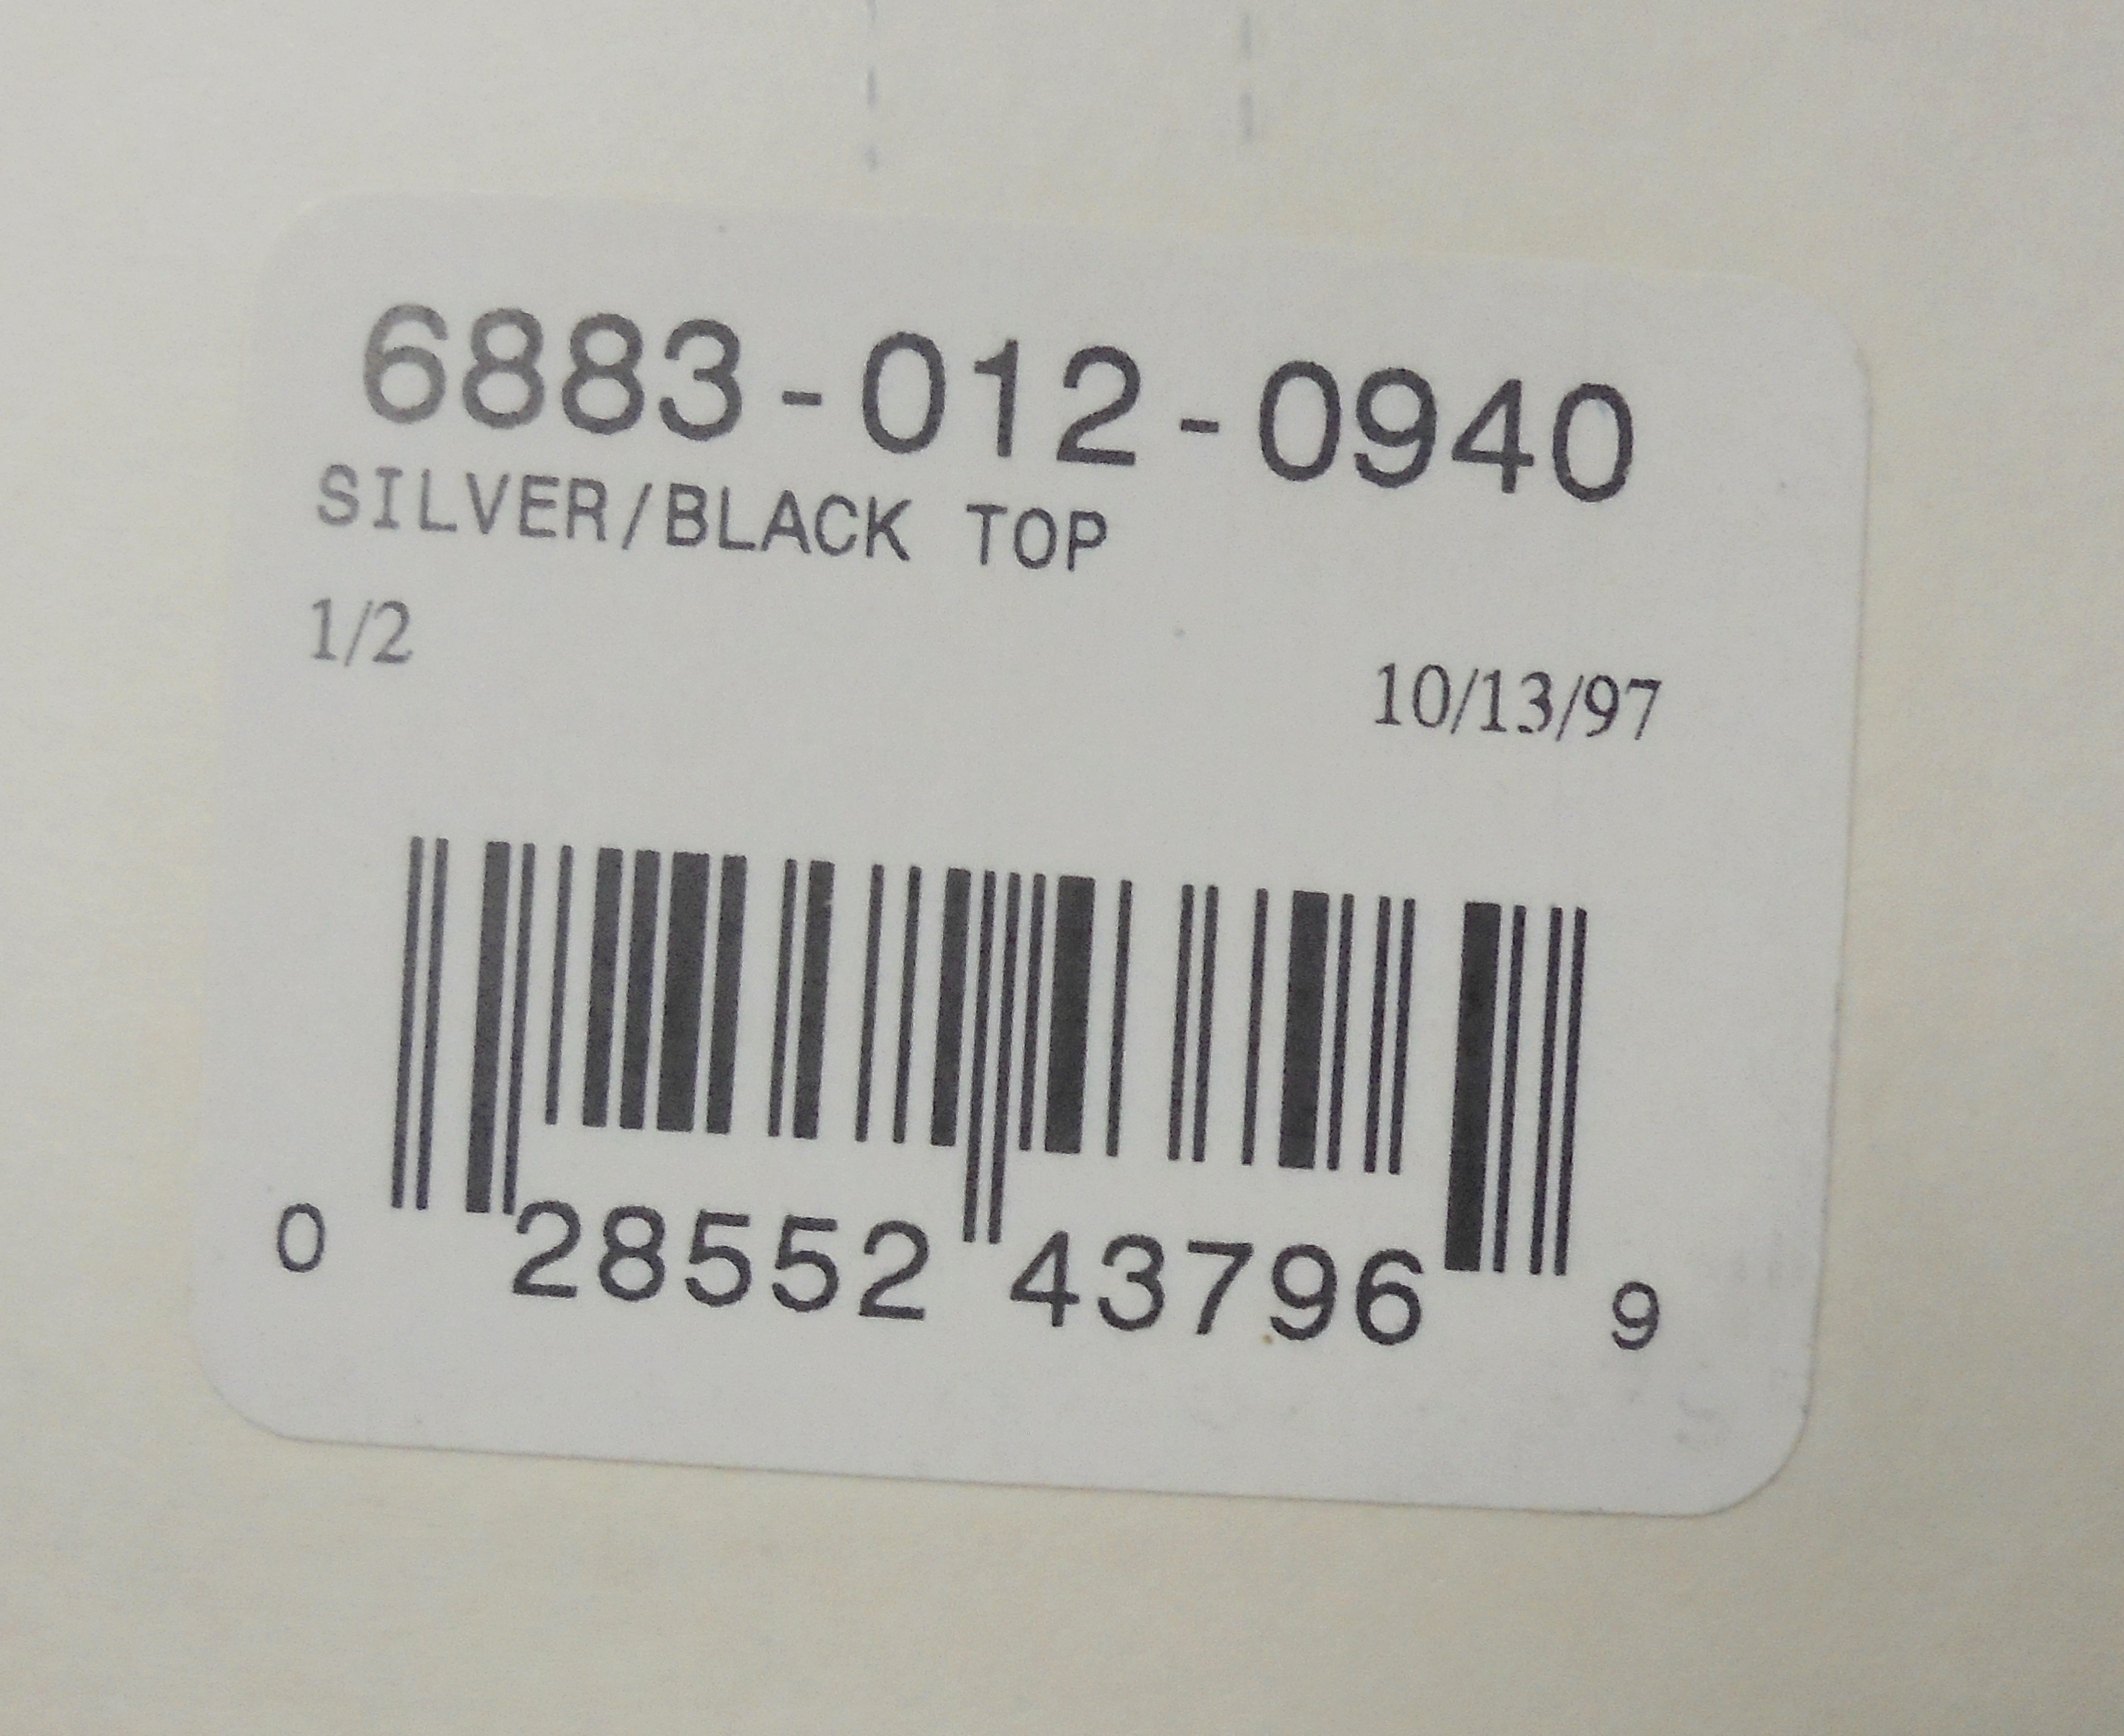 6883-012-0940
SILVER/BLACK TOP
1/2
10/13/97
0 28552 43796 9